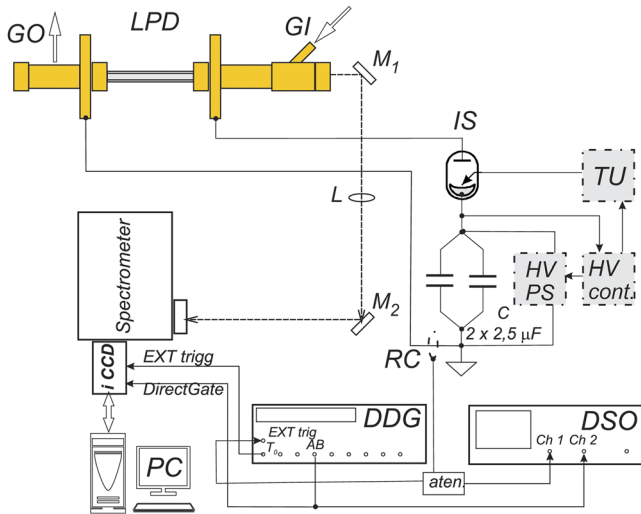 GO
LPD
GI
M1
IS
TU
L
Spectrometer
HV
PS
HV
cont.
C
2 x 2,5 μF
M2
RC
i CCD
EXT trigg
DirectGate
DDG
EXT trig
T0
AB
DSO
Ch 1
Ch 2
aten.
PC